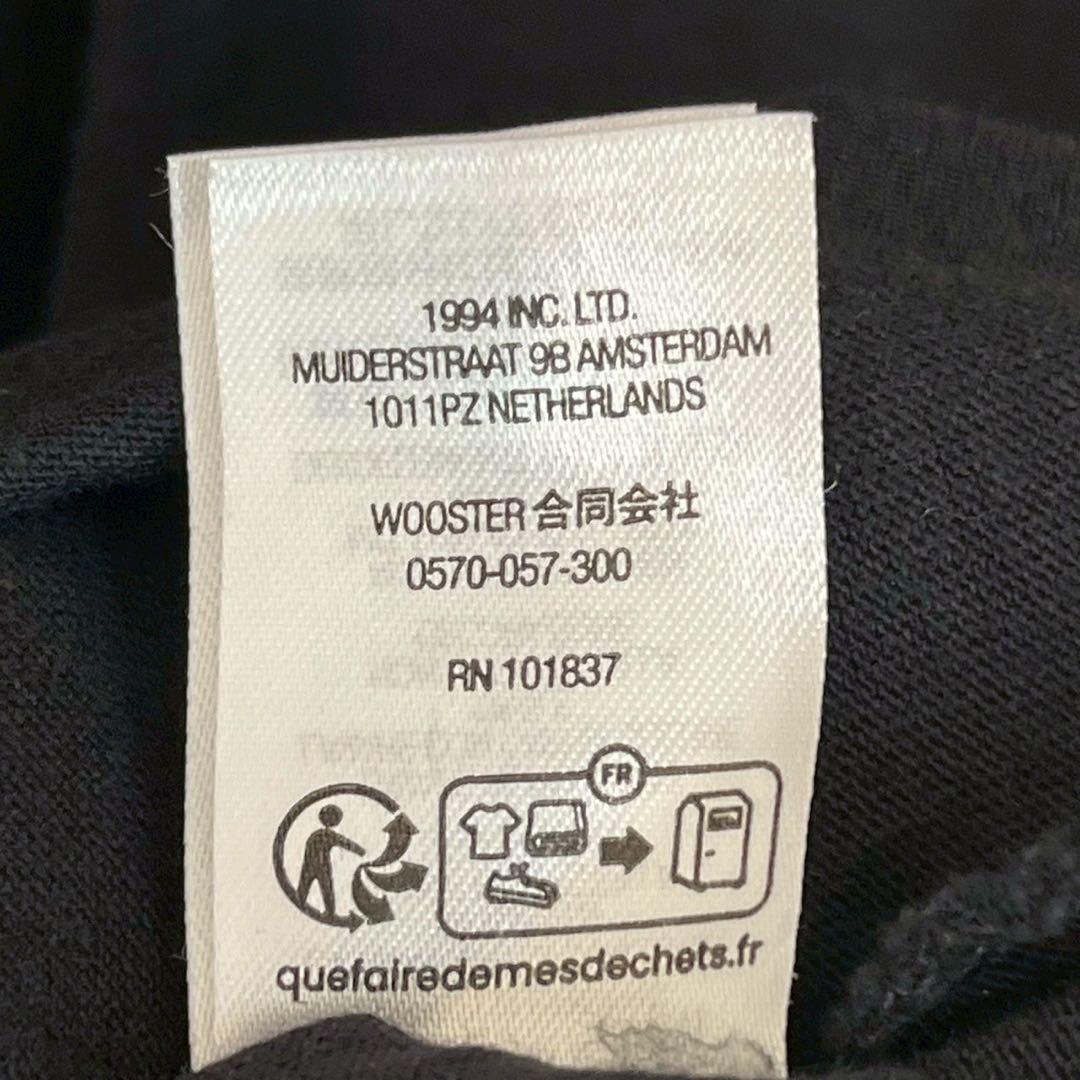 1994 INC. LTD.
MUIDERSTRAAT 9B AMSTERDAM
1011PZ NETHERLANDS
WOOSTER 合同会社
0570-057-300
RN 101837
FR
quefairedemesdechets.fr